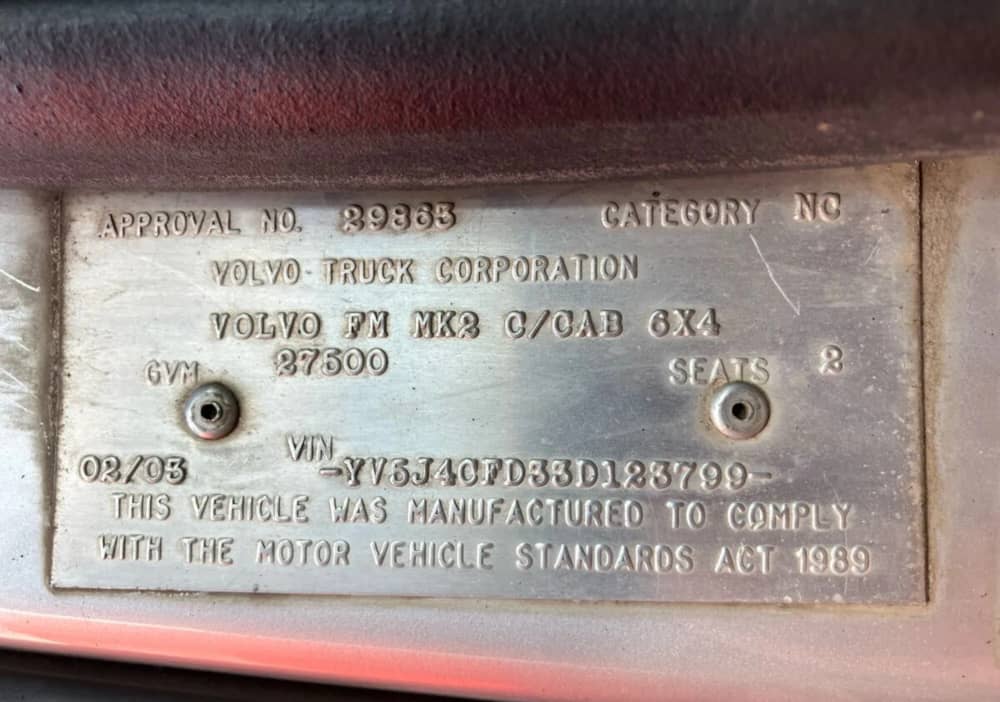 APPROVAL NO. 29865 CATEGORY NC
VOLVO TRUCK CORPORATION
VOLVO FM MK2 C/CAB 6X4
GVM 27500 SEATS 2
02/03 VIN -YV5J4CFD33D123799-
THIS VEHICLE WAS MANUFACTURED TO COMPLY
WITH THE MOTOR VEHICLE STANDARDS ACT 1989